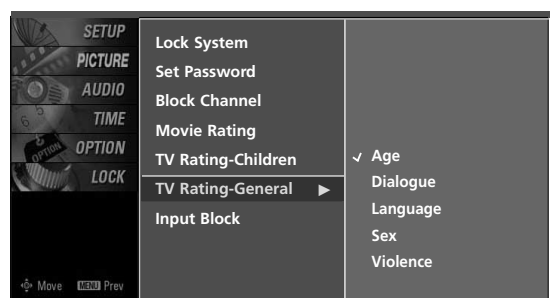 SETUP
PICTURE
AUDIO
TIME
OPTION
LOCK
Move MENU Prev
Lock System
Set Password
Block Channel
Movie Rating
TV Rating-Children
TV Rating-General ▶
Input Block
✓ Age
Dialogue
Language
Sex
Violence